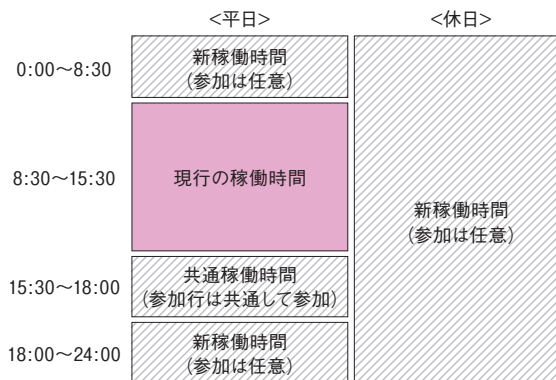 <平日>
<休日>
0:00～8:30
新稼働時間
(参加は任意)
8:30～15:30
現行の稼働時間
新稼働時間
(参加は任意)
15:30～18:00
共通稼働時間
(参加行は共通して参加)
18:00～24:00
新稼働時間
(参加は任意)